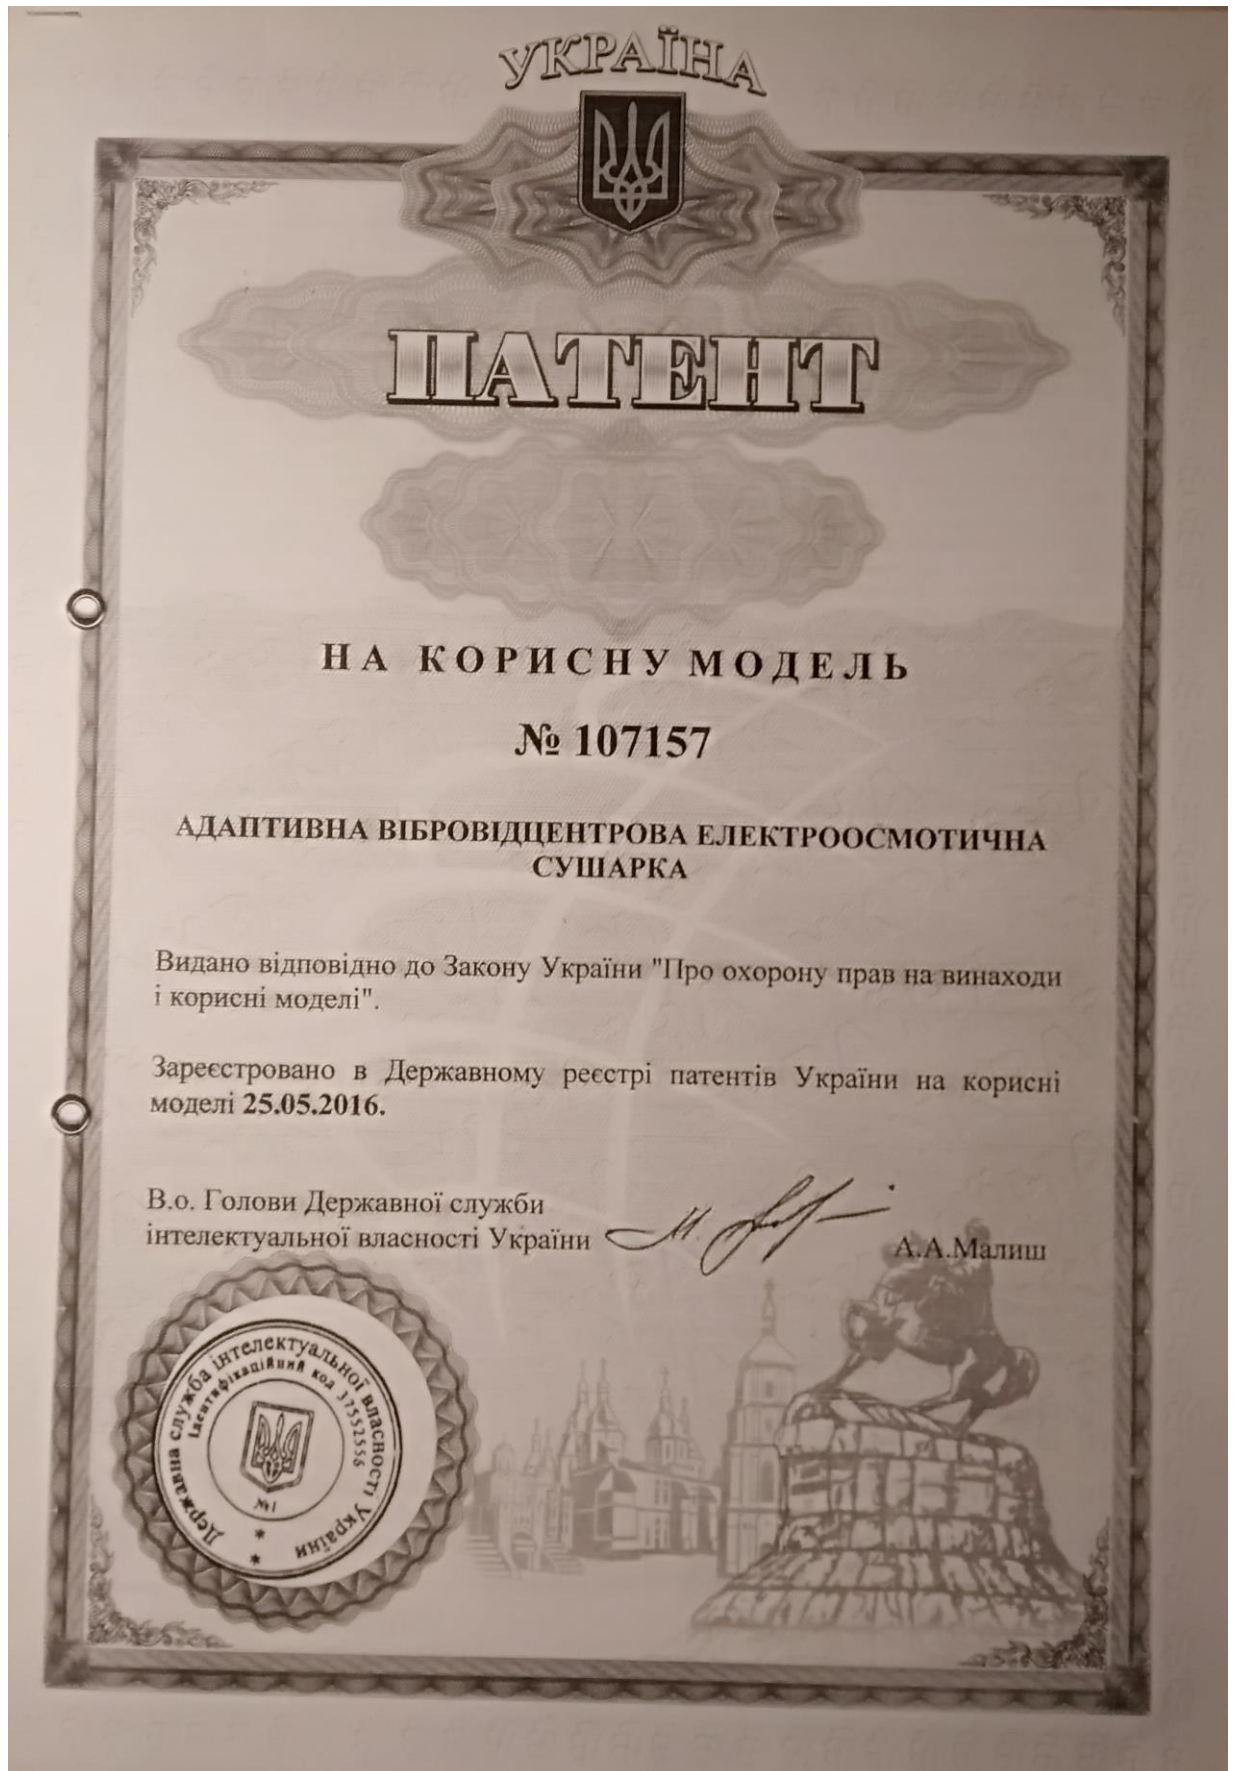 УКРАЇНА
ПАТЕНТ
НА КОРИСНУ МОДЕЛЬ
№ 107157
АДАПТИВНА ВІБРОВІДЦЕНТРОВА ЕЛЕКТРООСМОТИЧНА
СУШАРКА
Видано відповідно до Закону України "Про охорону прав на винаходи
і корисні моделі".
Зареєстровано в Державному реєстрі патентів України на корисні
моделі 25.05.2016.
В.о. Голови Державної служби
інтелектуальної власності України
А.А.Малиш
Державна служба інтелектуальної власності України
ідентифікаційний код 37552556
№1